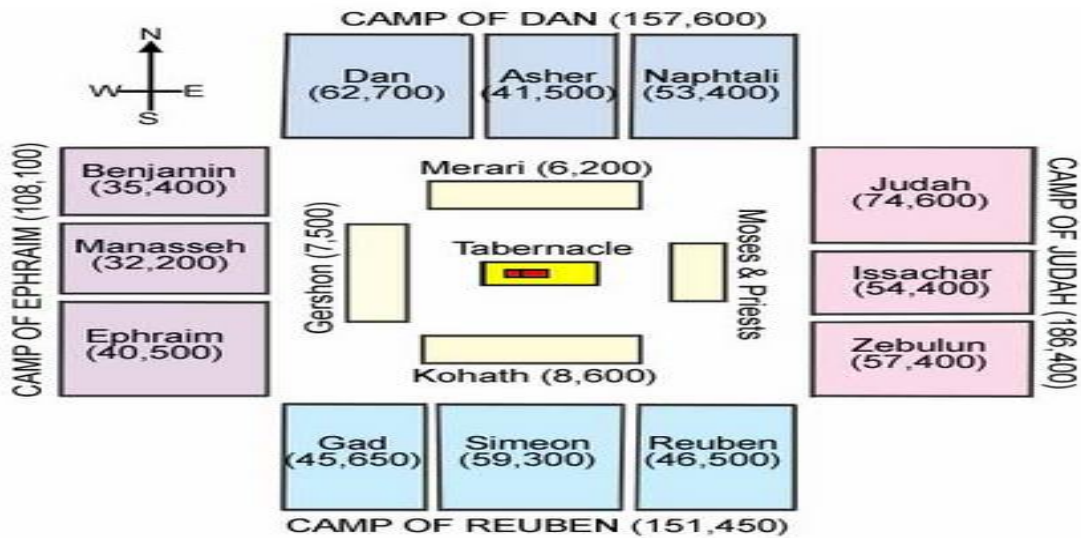 CAMP OF DAN (157,600)
N
W
E
S
Dan
(62,700)
Asher
(41,500)
Naphtali
(53,400)
CAMP OF EPHRAIM (108,100)
Benjamin
(35,400)
Manasseh
(32,200)
Ephraim
(40,500)
Merari (6,200)
Gershon (7,500)
Tabernacle
Moses & Priests
Kohath (8,600)
Judah
(74,600)
Issachar
(54,400)
Zebulun
(57,400)
CAMP OF JUDAH (186,400)
Gad
(45,650)
Simeon
(59,300)
Reuben
(46,500)
CAMP OF REUBEN (151,450)